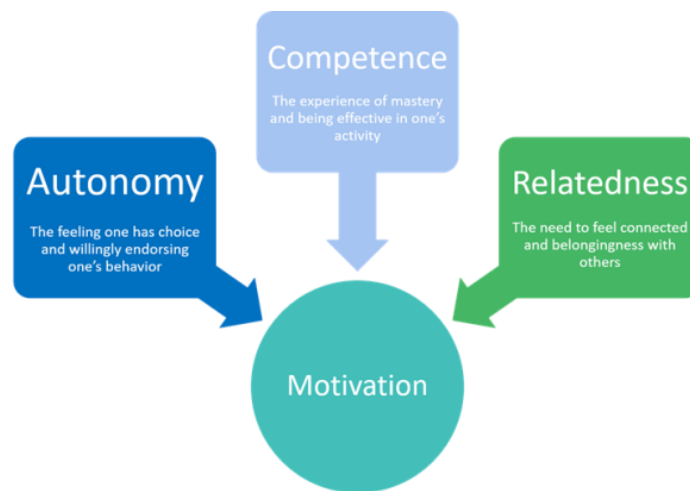 Competence
The experience of mastery
and being effective in one's
activity
Autonomy
The feeling one has choice
and willingly endorsing
one's behavior
Relatedness
The need to feel connected
and belongingness with
others
Motivation